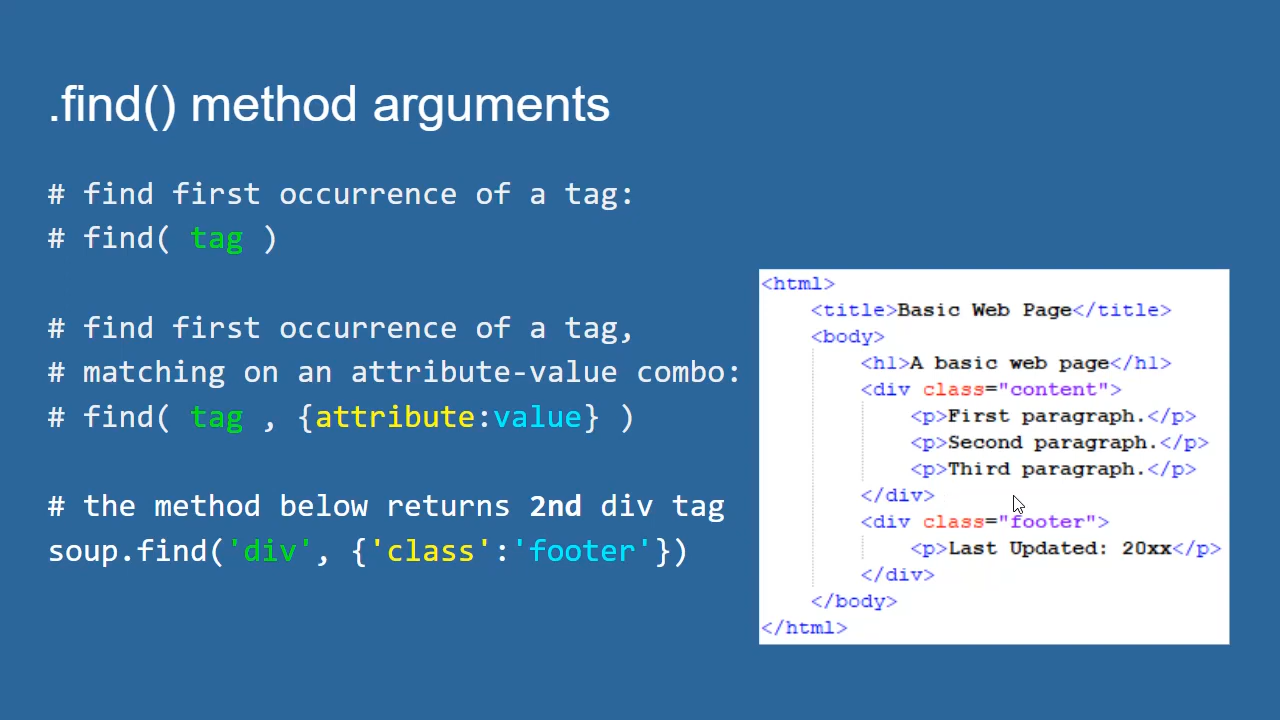 .find() method arguments
# find first occurrence of a tag:
# find( tag )
# find first occurrence of a tag,
# matching on an attribute-value combo:
# find( tag , {attribute:value} )
# the method below returns 2nd div tag
soup.find('div', {'class':'footer'})
<html>
<title>Basic Web Page</title>
<body>
<h1>A basic web page</h1>
<div class="content">
<p>First paragraph.</p>
<p>Second paragraph.</p>
<p>Third paragraph.</p>
</div>
<div class="footer">
<p>Last Updated: 20xx</p>
</div>
</body>
</html>